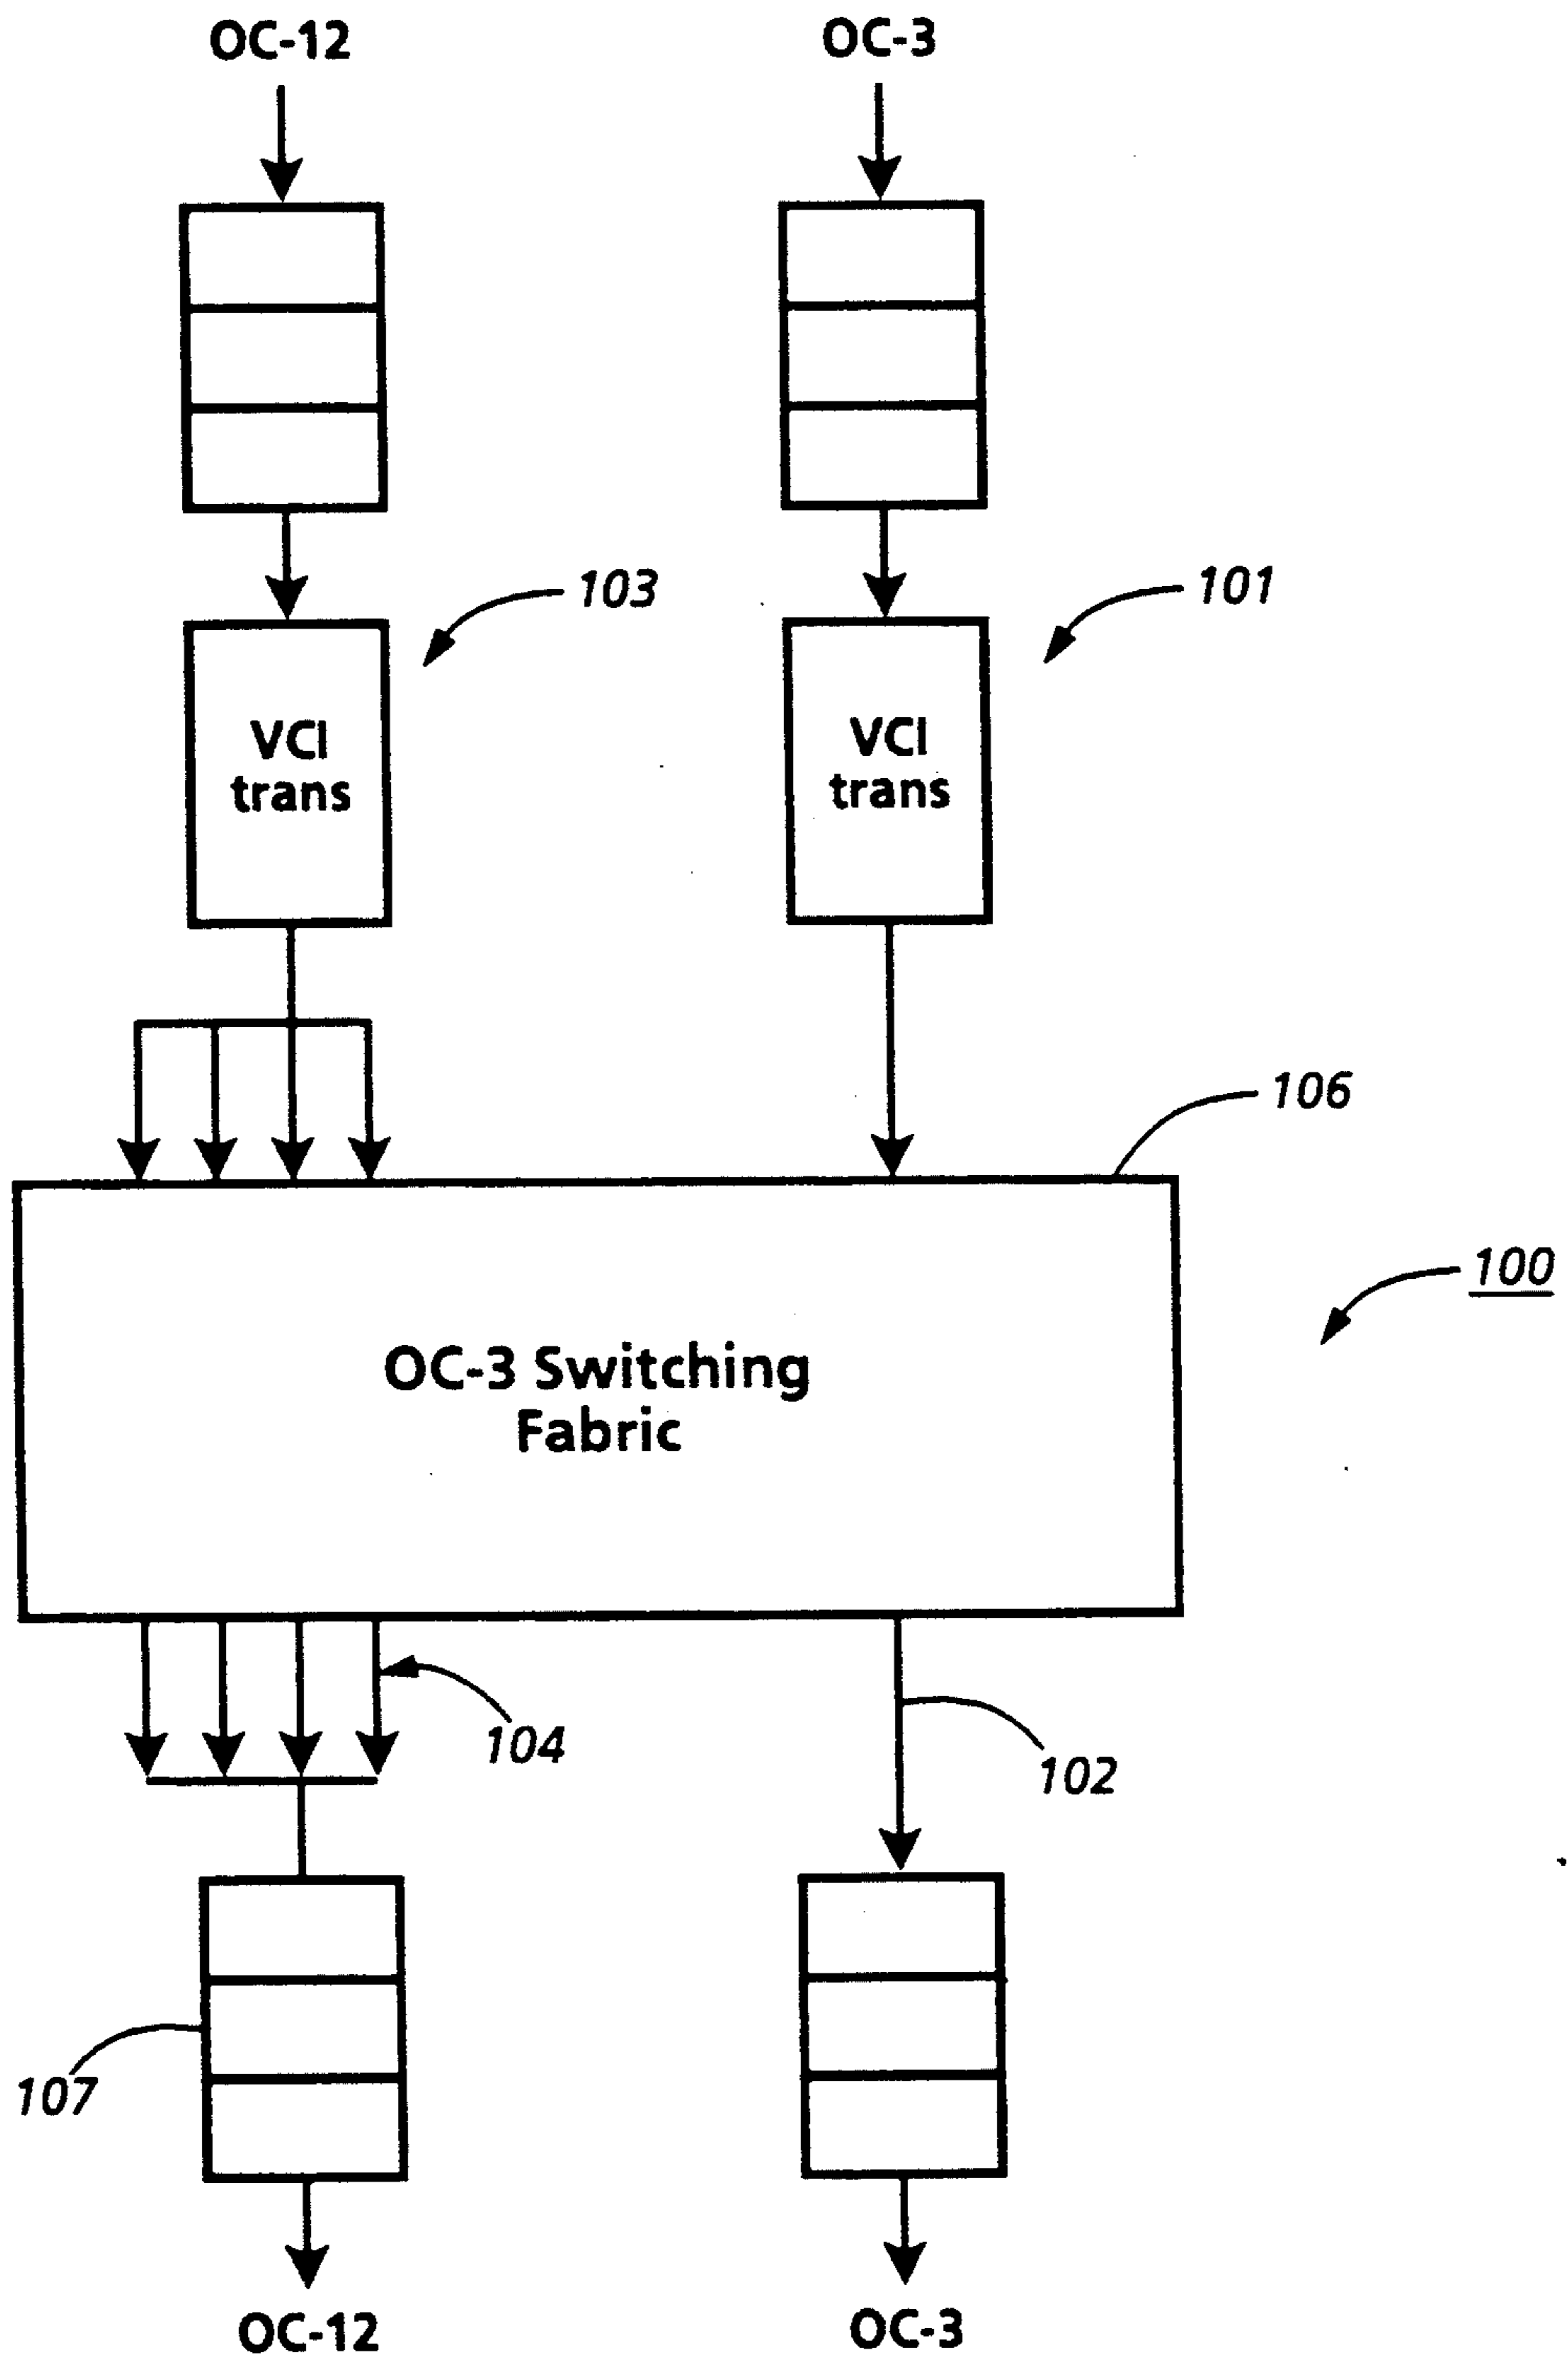 OC-12
OC-3
103
101
VCI
trans
VCI
trans
106
100
OC-3 Switching
Fabric
104
102
107
OC-12
OC-3